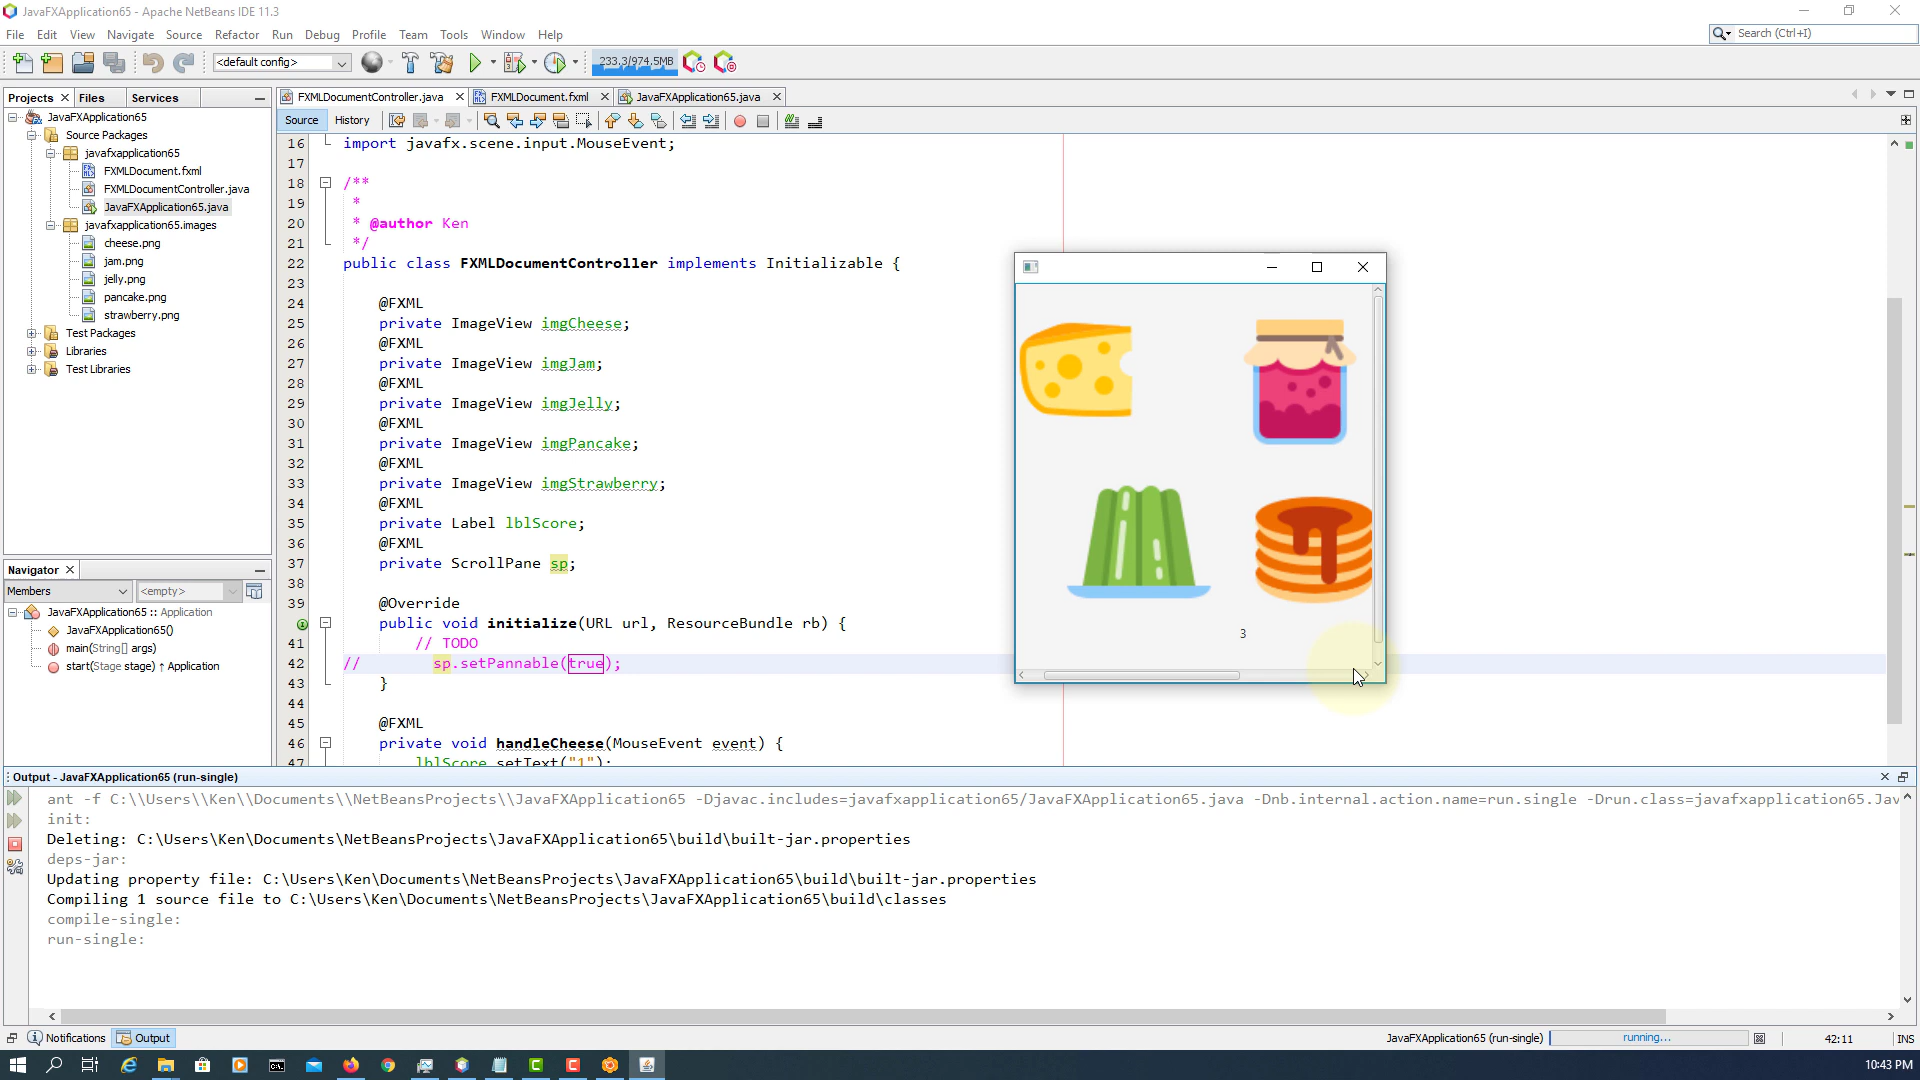 JavaFXApplication65 - Apache NetBeans IDE 11.3
File Edit View Navigate Source Refactor Run Debug Profile Team Tools Window Help
Search (Ctrl+I)
<default config>
233.3/974.5MB
Projects Files Services
FXMLDocumentController.java FXMLDocument.fxml JavaFXApplication65.java
Source History
JavaFXApplication65
Source Packages
javafxapplication65
FXMLDocument.fxml
FXMLDocumentController.java
JavaFXApplication65.java
javafxapplication65.images
cheese.png
jam.png
jelly.png
pancake.png
strawberry.png
Test Packages
Libraries
Test Libraries
Navigator
Members
<empty>
JavaFXApplication65 :: Application
JavaFXApplication65()
main(String[] args)
start(Stage stage) ↑ Application
16 import javafx.scene.input.MouseEvent;
17
18 /**
19 *
20 * @author Ken
21 */
22 public class FXMLDocumentController implements Initializable {
23
24 @FXML
25 private ImageView imgCheese;
26 @FXML
27 private ImageView imgJam;
28 @FXML
29 private ImageView imgJelly;
30 @FXML
31 private ImageView imgPancake;
32 @FXML
33 private ImageView imgStrawberry;
34 @FXML
35 private Label lblScore;
36 @FXML
37 private ScrollPane sp;
38
39 @Override
public void initialize(URL url, ResourceBundle rb) {
41 // TODO
42 // sp.setPannable(true);
43 }
44
45 @FXML
46 private void handleCheese(MouseEvent event) {
47 lblScore.setText("1");
3
Output - JavaFXApplication65 (run-single)
ant -f C:\\Users\\Ken\\Documents\\NetBeansProjects\\JavaFXApplication65 -Djavac.includes=javafxapplication65/JavaFXApplication65.java -Dnb.internal.action.name=run.single -Drun.class=javafxapplication65.Jav
init:
Deleting: C:\Users\Ken\Documents\NetBeansProjects\JavaFXApplication65\build\built-jar.properties
deps-jar:
Updating property file: C:\Users\Ken\Documents\NetBeansProjects\JavaFXApplication65\build\built-jar.properties
Compiling 1 source file to C:\Users\Ken\Documents\NetBeansProjects\JavaFXApplication65\build\classes
compile-single:
run-single:
Notifications Output
JavaFXApplication65 (run-single) running... 42:11 INS
10:43 PM